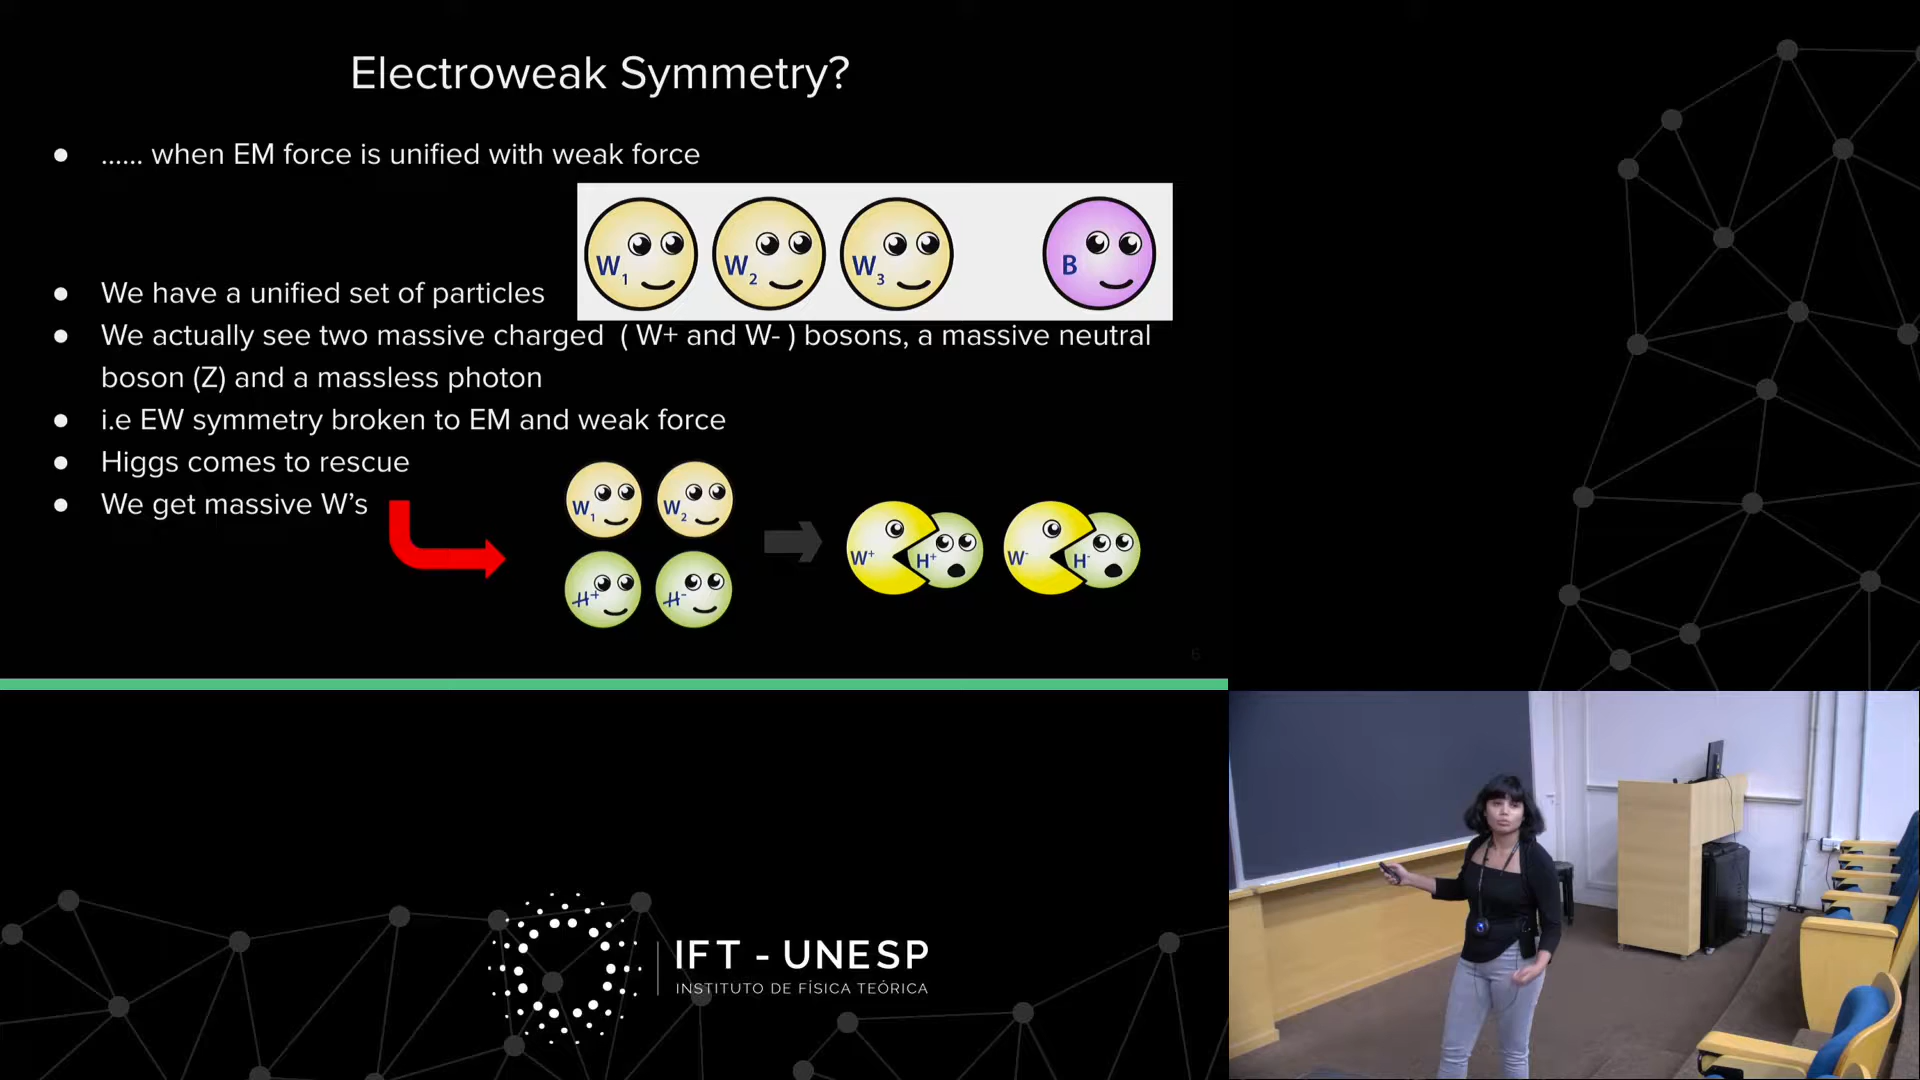 Electroweak Symmetry?
...... when EM force is unified with weak force
W1 W2 W3 B
We have a unified set of particles
We actually see two massive charged ( W+ and W- ) bosons, a massive neutral
boson (Z) and a massless photon
i.e EW symmetry broken to EM and weak force
Higgs comes to rescue
We get massive W’s
W1 W2
H+ H-
W+ H+ W- H-
6
IFT - UNESP
INSTITUTO DE FÍSICA TEÓRICA